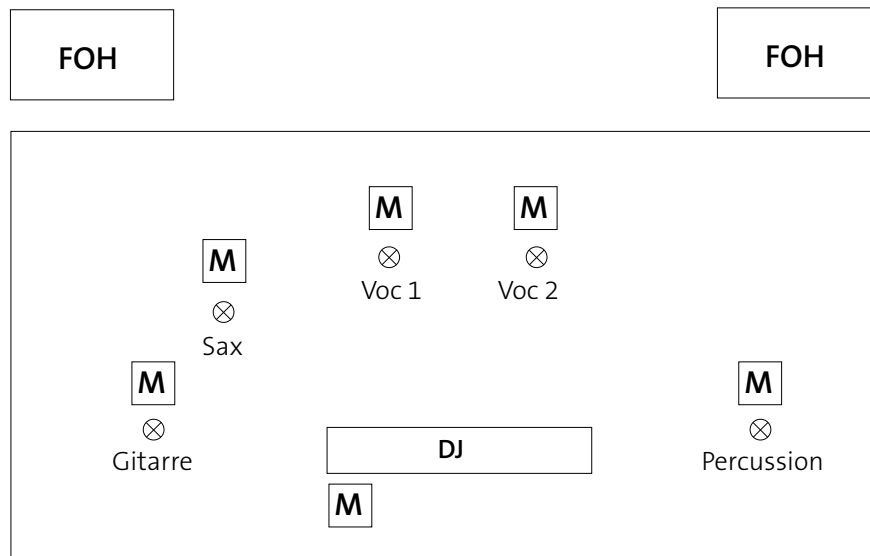 FOH
FOH
M
M
M
Voc 1
Voc 2
Sax
M
M
Gitarre
DJ
Percussion
M